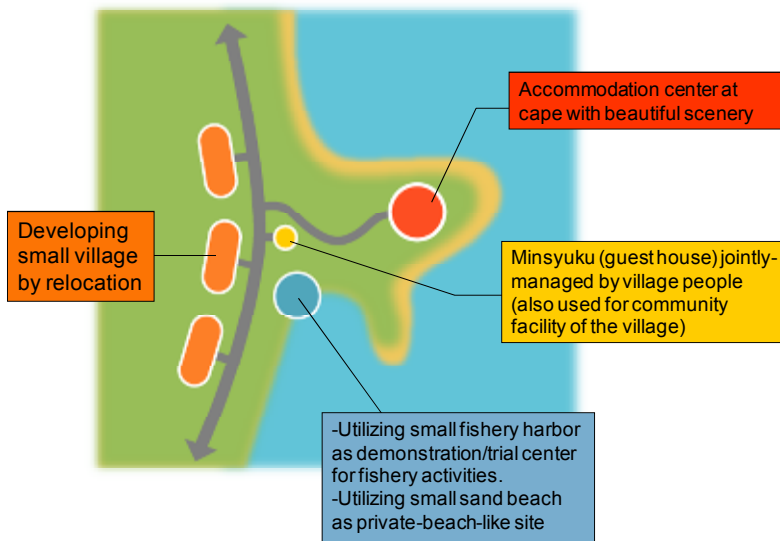 Accommodation center at
cape with beautiful scenery
Developing
small village
by relocation
Minsyuku (guest house) jointly-
managed by village people
(also used for community
facility of the village)
-Utilizing small fishery harbor
as demonstration/trial center
for fishery activities.
-Utilizing small sand beach
as private-beach-like site